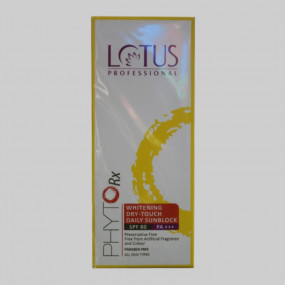 LOTUS
PROFESSIONAL
PHYTORx
WHITENING
DRY-TOUCH
DAILY SUNBLOCK
SPF 80 PA +++
Preservative Free
Free from Artificial Fragrance
and Colour
PARABEN FREE
ALL SKIN TYPES